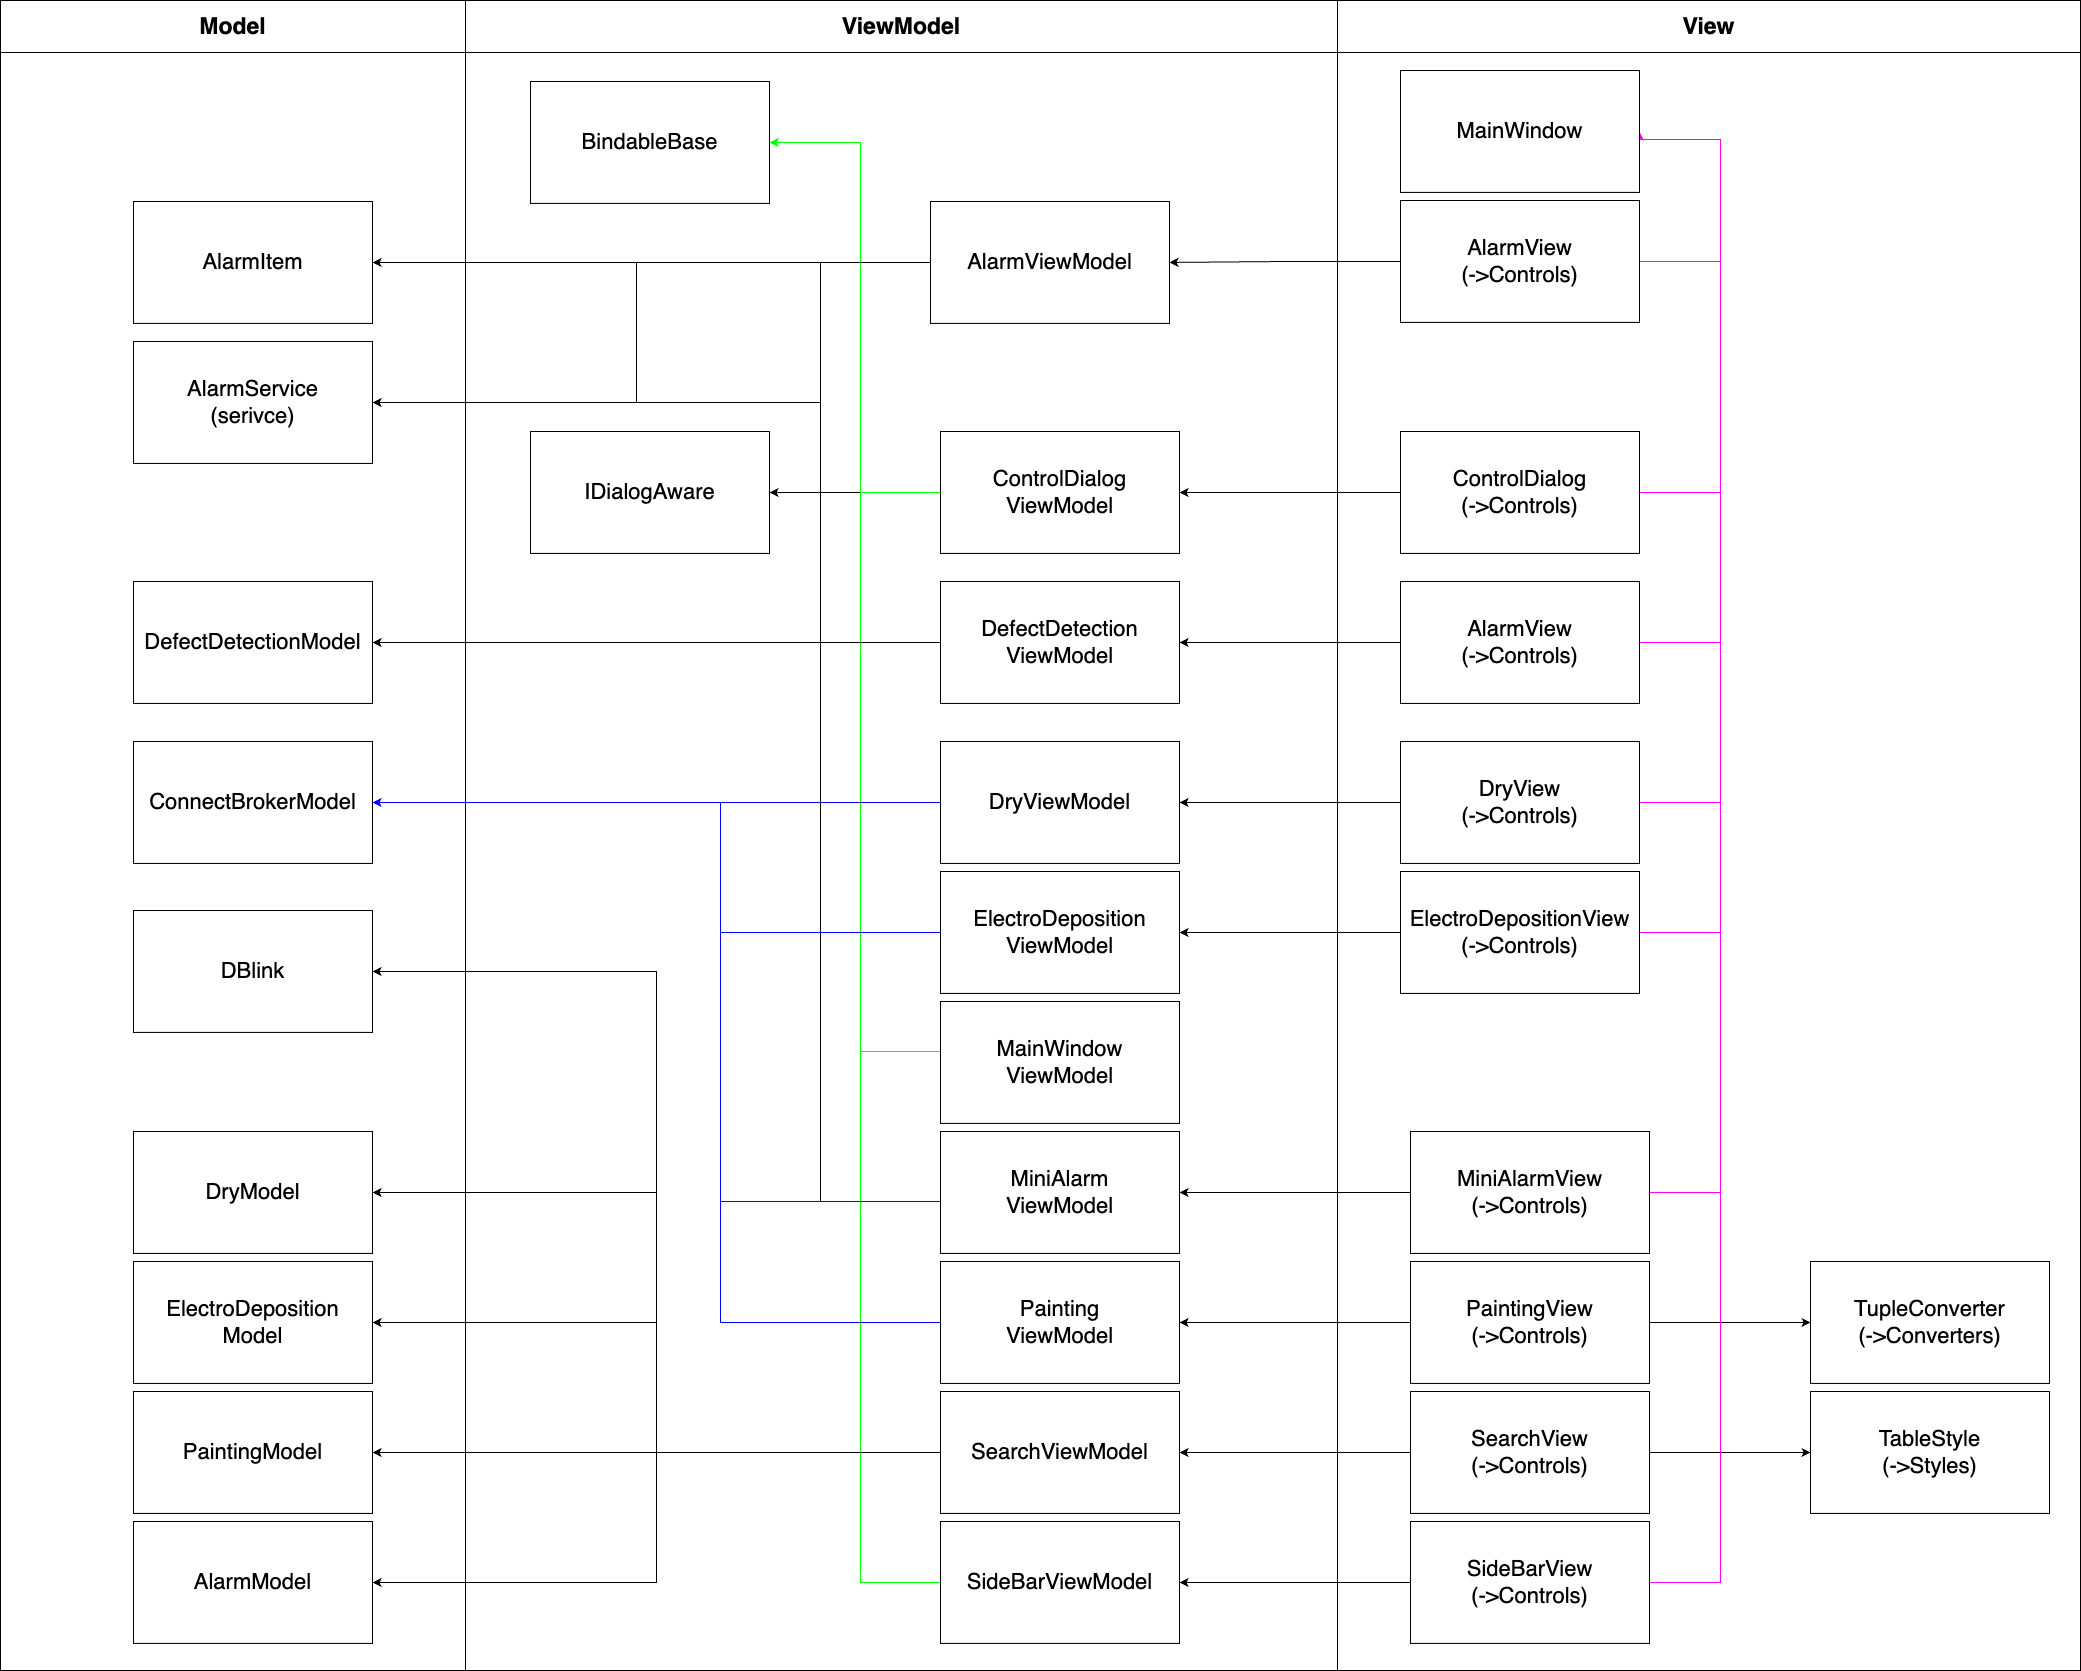 Model
ViewModel
View
BindableBase
MainWindow
AlarmItem
AlarmViewModel
AlarmView
(->Controls)
AlarmService
(serivce)
IDialogAware
ControlDialog
ViewModel
ControlDialog
(->Controls)
DefectDetectionModel
DefectDetection
ViewModel
AlarmView
(->Controls)
ConnectBrokerModel
DryViewModel
DryView
(->Controls)
DBlink
ElectroDeposition
ViewModel
ElectroDepositionView
(->Controls)
MainWindow
ViewModel
DryModel
MiniAlarm
ViewModel
MiniAlarmView
(->Controls)
ElectroDeposition
Model
Painting
ViewModel
PaintingView
(->Controls)
TupleConverter
(->Converters)
PaintingModel
SearchViewModel
SearchView
(->Controls)
TableStyle
(->Styles)
AlarmModel
SideBarViewModel
SideBarView
(->Controls)